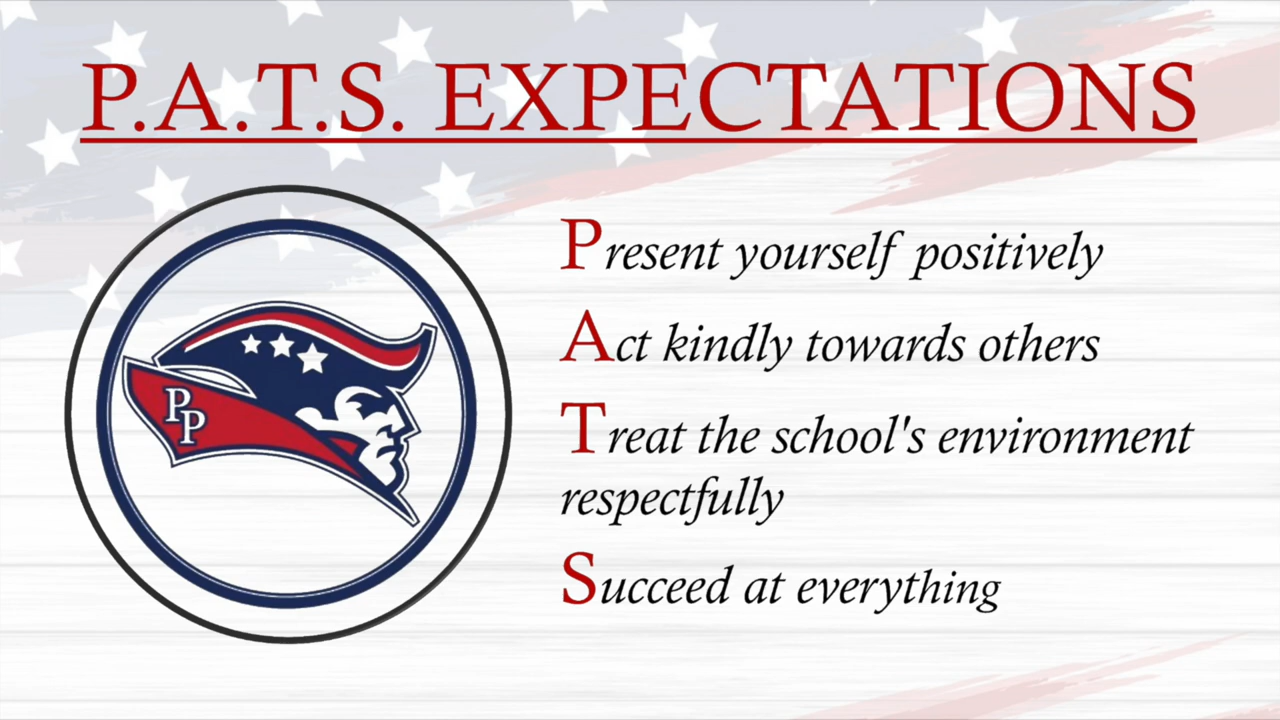 P.A.T.S. EXPECTATIONS
PP
Present yourself positively
Act kindly towards others
Treat the school's environment
respectfully
Succeed at everything